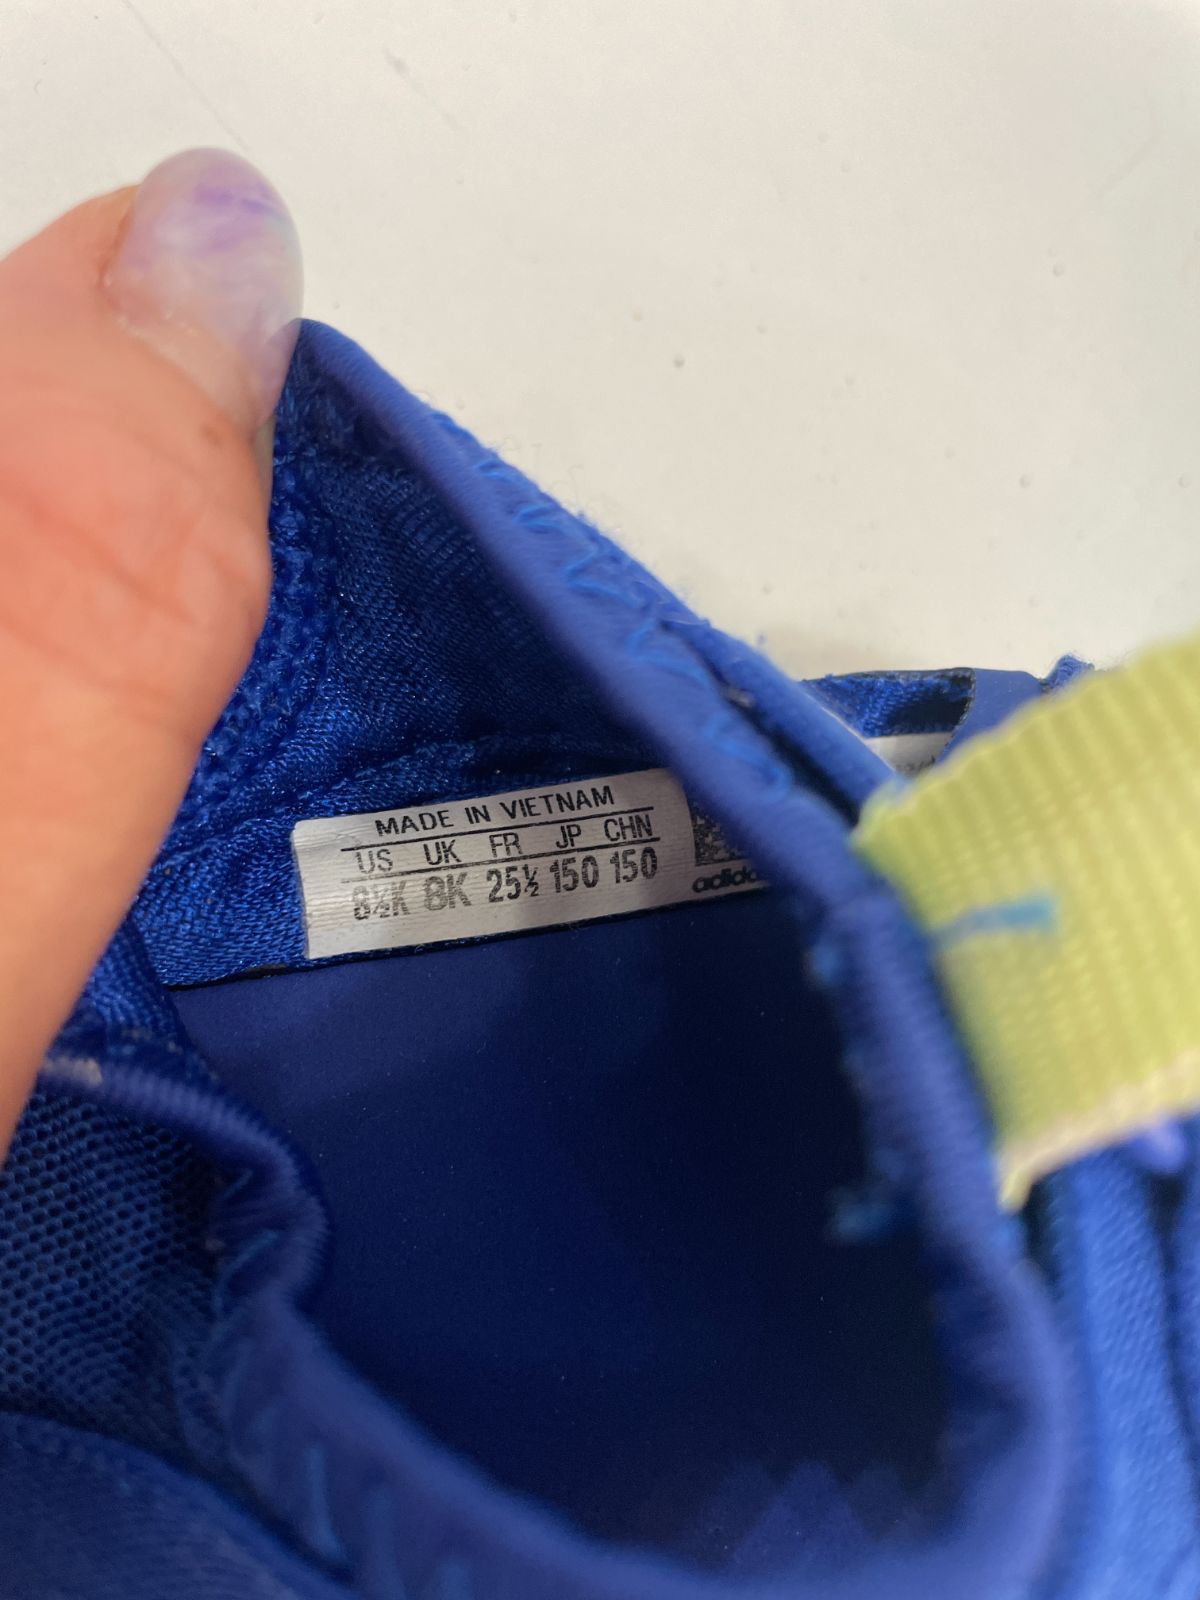 MADE IN VIETNAM
US UK FR JP CHN
8½K 8K 25½ 150 150